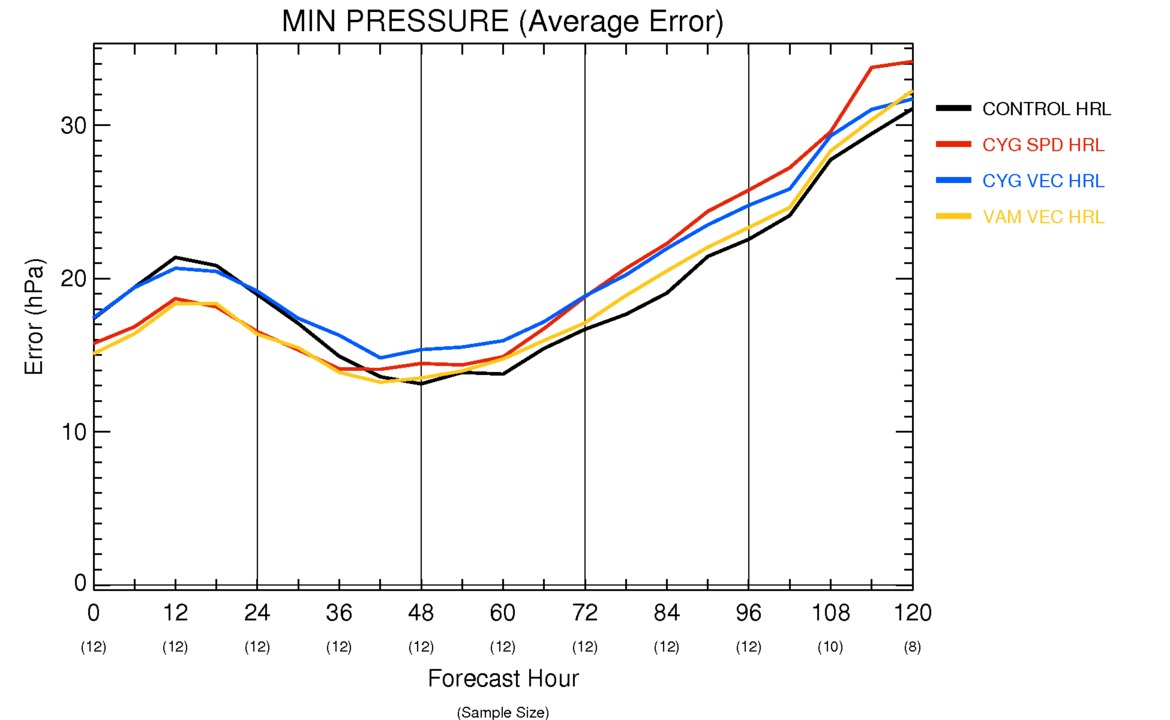 MIN PRESSURE (Average Error)
30
20
10
0
Error (hPa)
0 12 24 36 48 60 72 84 96 108 120
(12) (12) (12) (12) (12) (12) (12) (12) (12) (10) (8)
Forecast Hour
(Sample Size)
CONTROL HRL
CYG SPD HRL
CYG VEC HRL
VAM VEC HRL